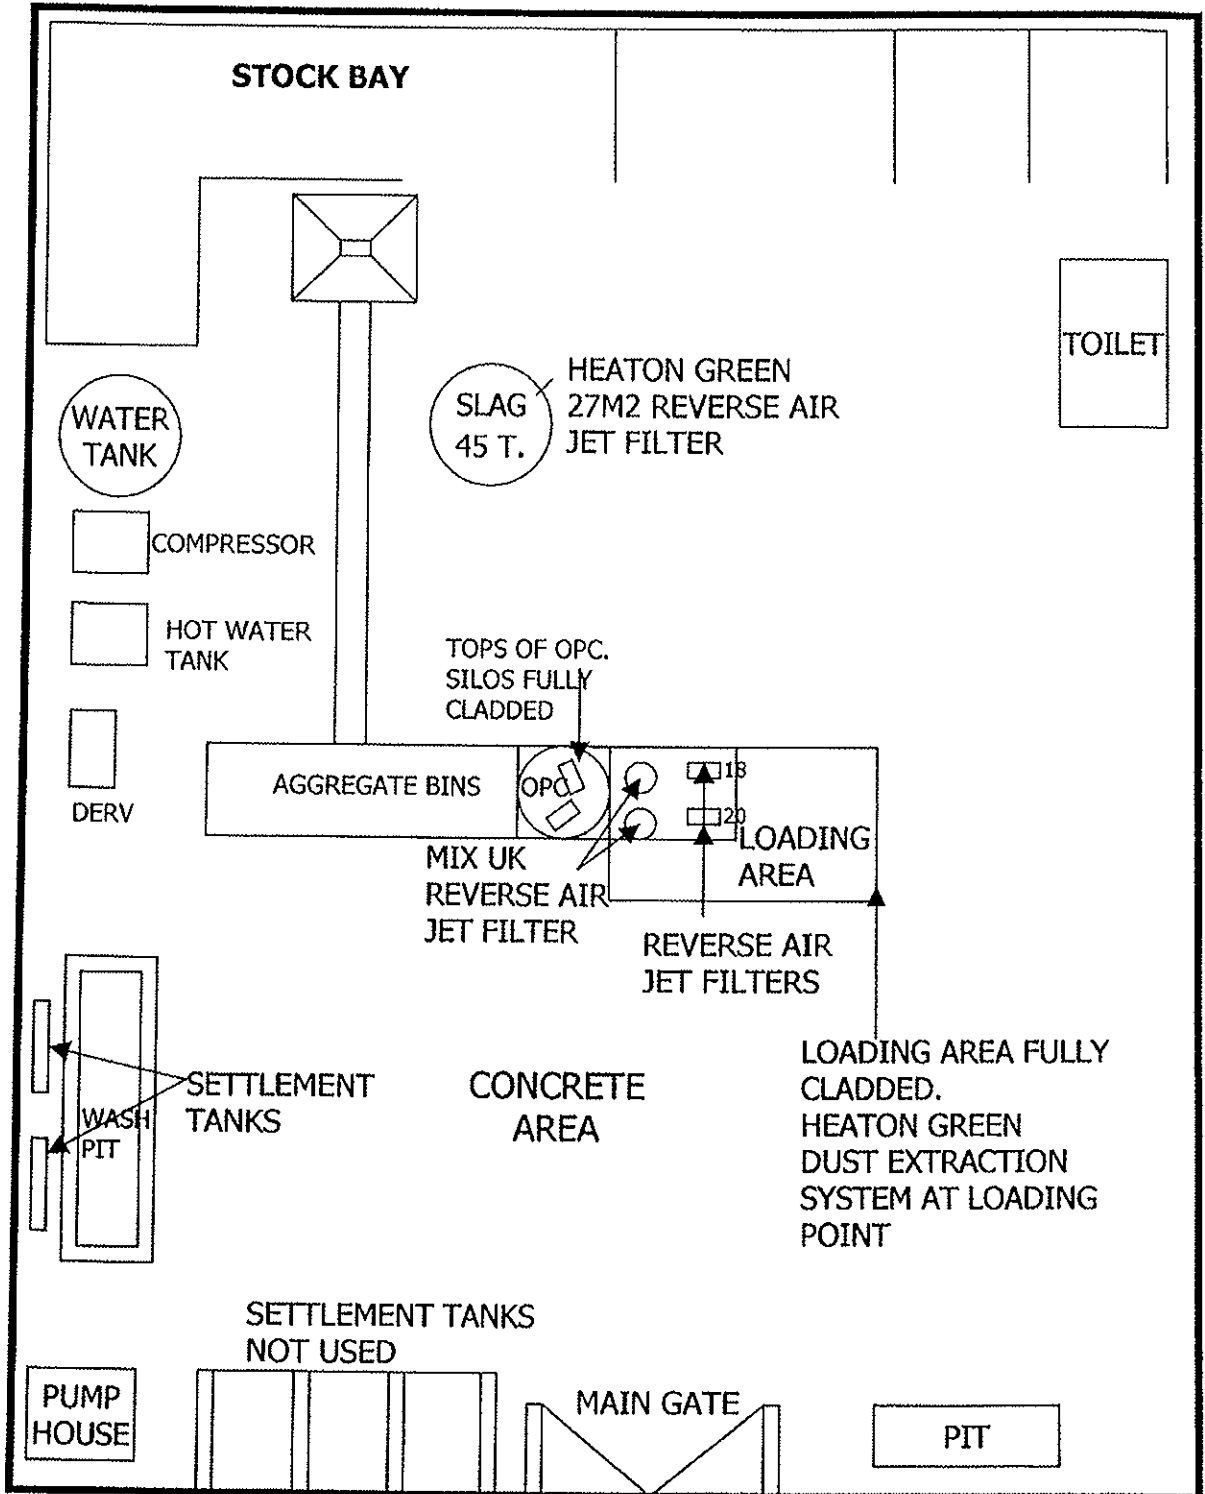 STOCK BAY
TOILET
HEATON GREEN
27M2 REVERSE AIR
JET FILTER
SLAG
45 T.
WATER
TANK
COMPRESSOR
HOT WATER
TANK
TOPS OF OPC.
SILOS FULLY
CLADDED
DERV
AGGREGATE BINS
OPC
18
20
LOADING
AREA
MIX UK
REVERSE AIR
JET FILTER
REVERSE AIR
JET FILTERS
SETTLEMENT
TANKS
WASH
PIT
CONCRETE
AREA
LOADING AREA FULLY
CLADDED.
HEATON GREEN
DUST EXTRACTION
SYSTEM AT LOADING
POINT
SETTLEMENT TANKS
NOT USED
PUMP
HOUSE
MAIN GATE
PIT